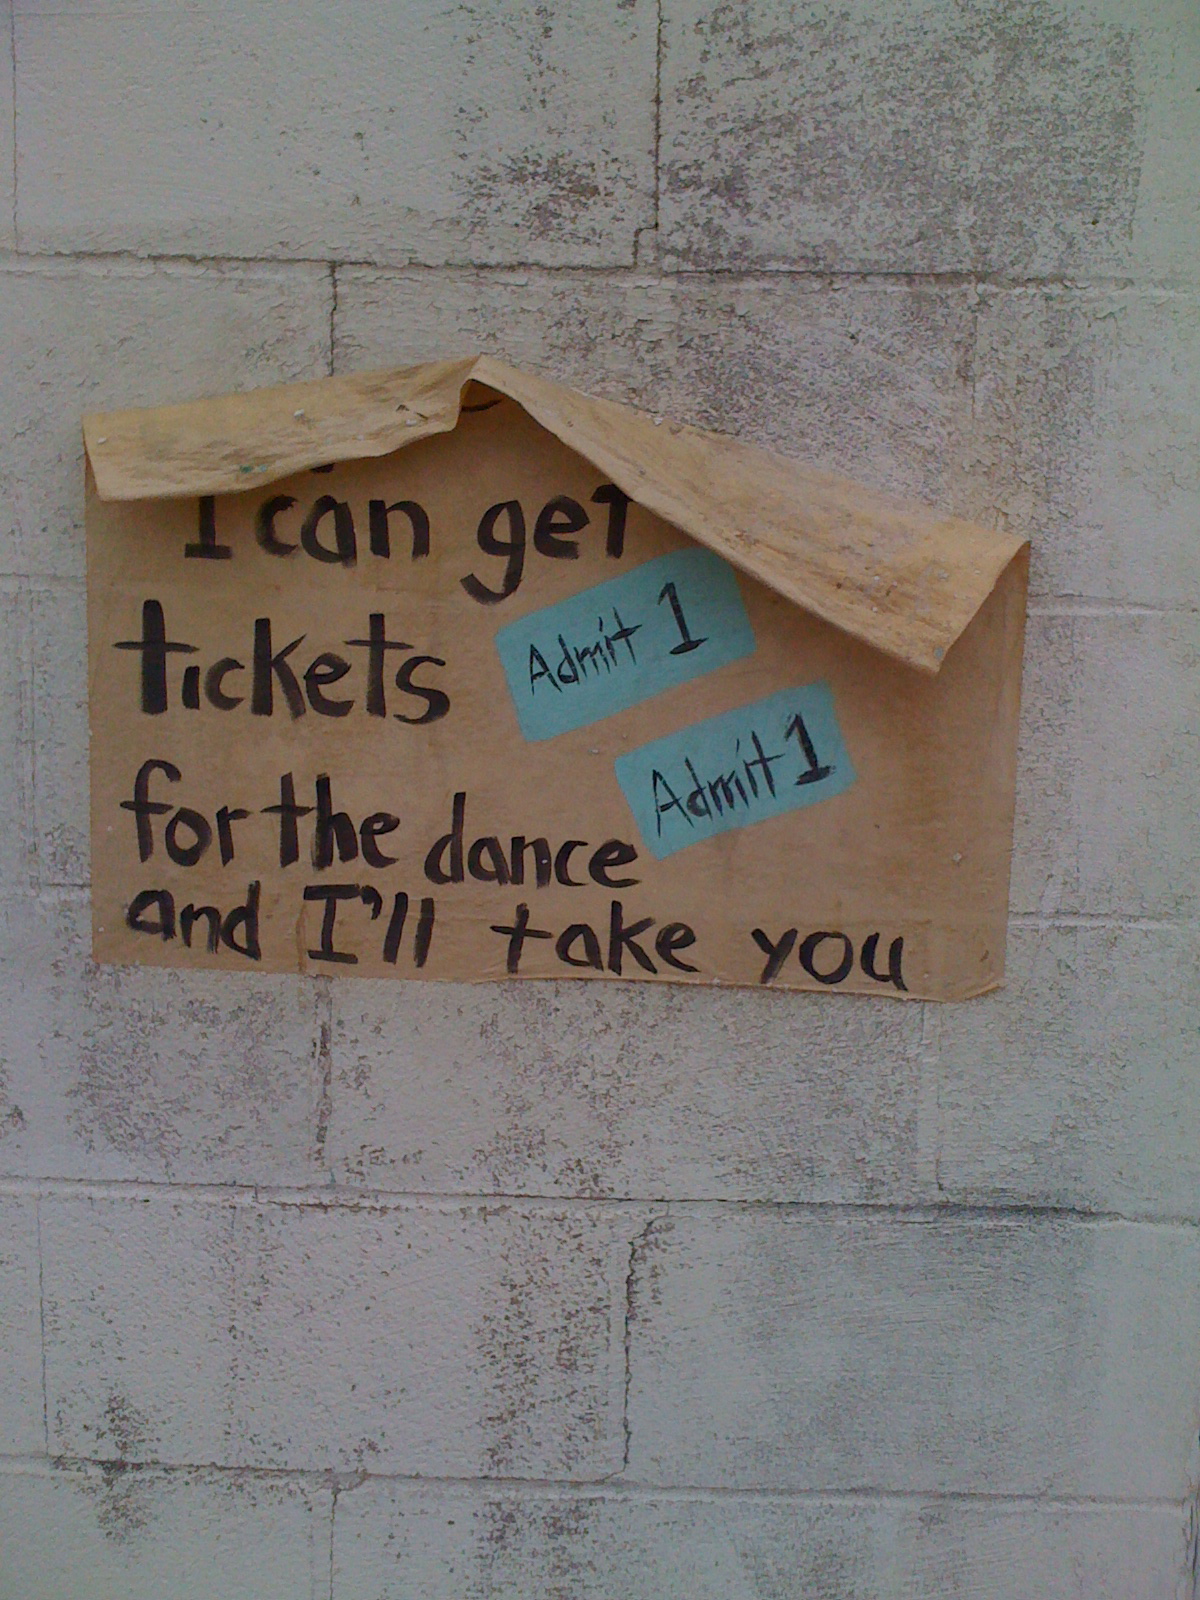 I can get
tickets
Admit 1
Admit 1
for the dance
and I'll take you